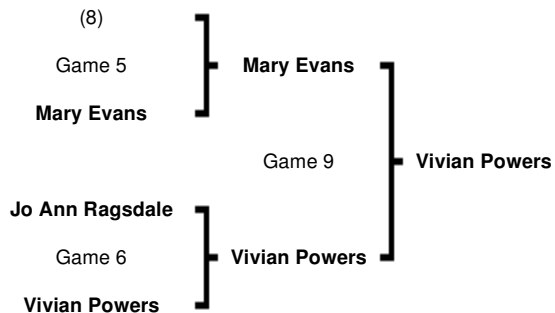 (8)
Game 5
Mary Evans
Mary Evans
Game 9
Vivian Powers
Jo Ann Ragsdale
Game 6
Vivian Powers
Vivian Powers